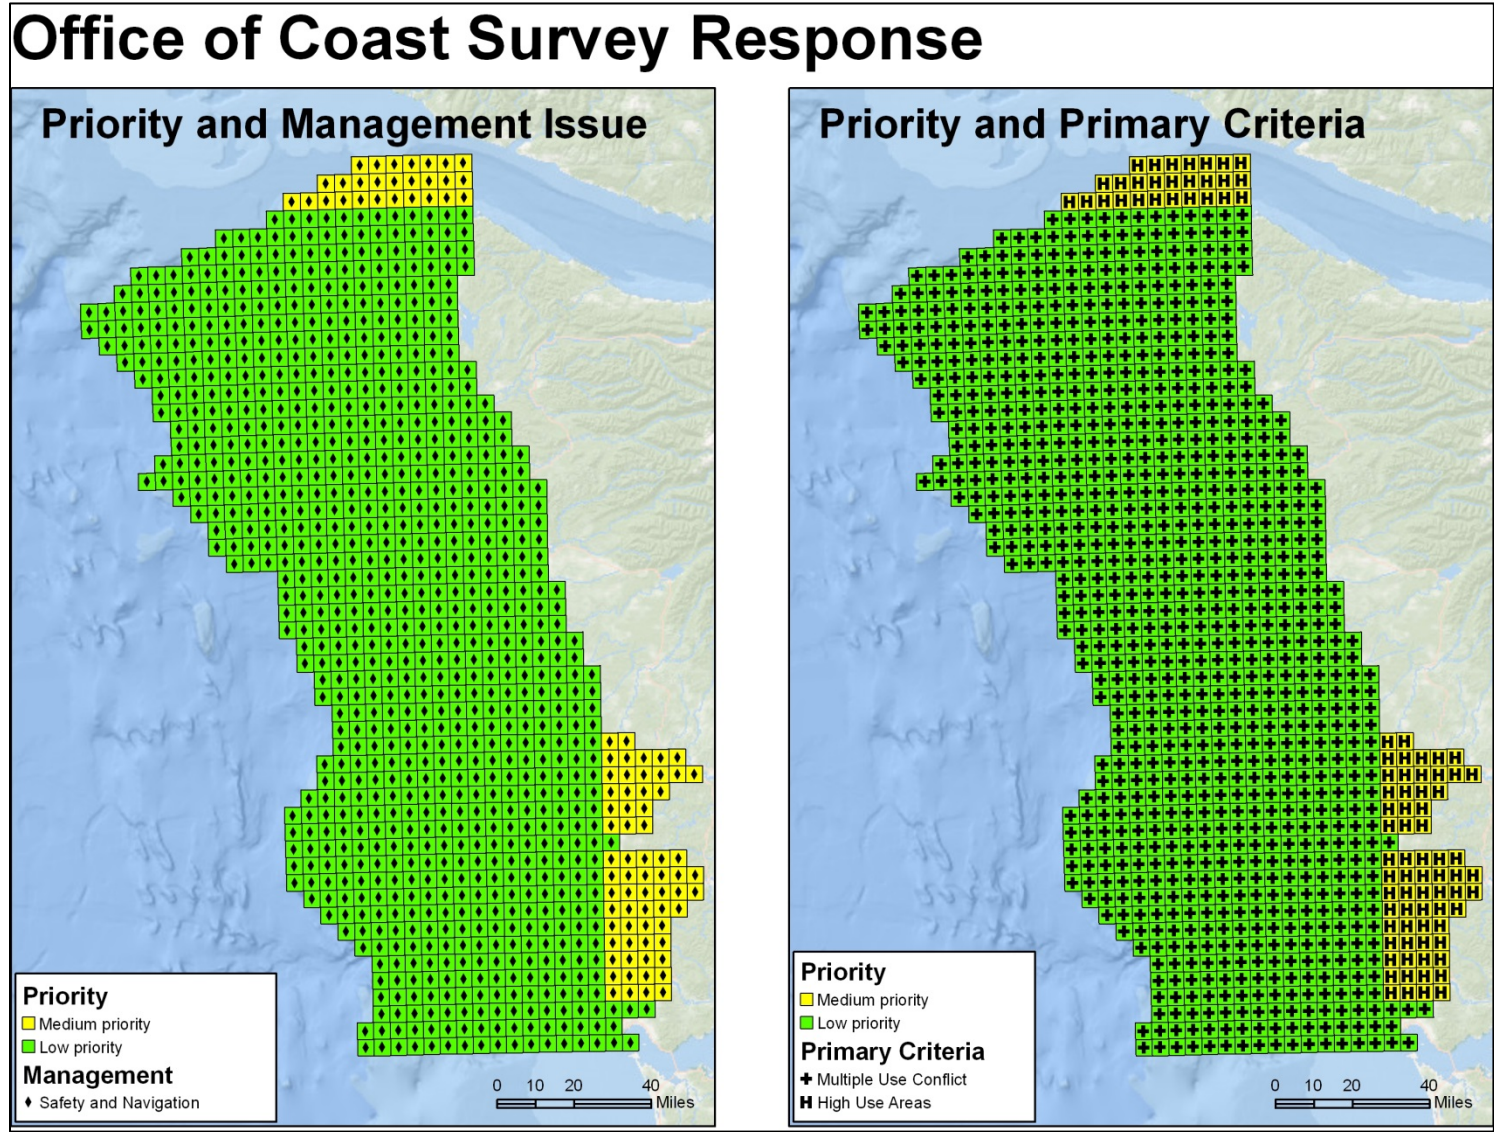 Office of Coast Survey Response
Priority and Management Issue
Priority
Medium priority
Low priority
Management
Safety and Navigation
0 10 20 40
Miles
Priority and Primary Criteria
Priority
Medium priority
Low priority
Primary Criteria
Multiple Use Conflict
H High Use Areas
0 10 20 40
Miles